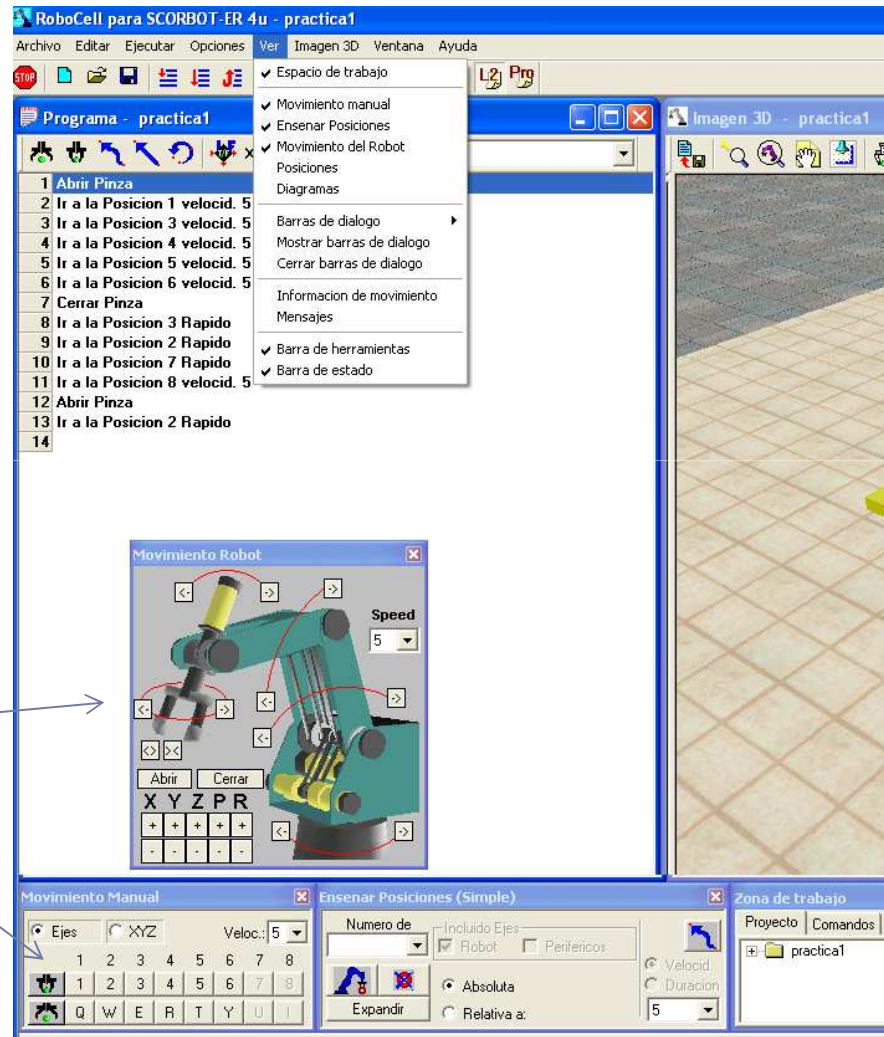 RoboCell para SCORBOT-ER 4u - practica1
Archivo Editar Ejecutar Opciones Ver Imagen 3D Ventana Ayuda
STOP
L2 Prg
Espacio de trabajo
Movimiento manual
Ensenar Posiciones
Movimiento del Robot
Posiciones
Diagramas
Barras de dialogo
Mostrar barras de dialogo
Cerrar barras de dialogo
Informacion de movimiento
Mensajes
Barra de herramientas
Barra de estado
Programa - practica1
1 Abrir Pinza
2 Ir a la Posicion 1 velocid. 5
3 Ir a la Posicion 3 velocid. 5
4 Ir a la Posicion 4 velocid. 5
5 Ir a la Posicion 5 velocid. 5
6 Ir a la Posicion 6 velocid. 5
7 Cerrar Pinza
8 Ir a la Posicion 3 Rapido
9 Ir a la Posicion 2 Rapido
10 Ir a la Posicion 7 Rapido
11 Ir a la Posicion 8 velocid. 5
12 Abrir Pinza
13 Ir a la Posicion 2 Rapido
14
Imagen 3D - practica1
Movimiento Robot
Speed
5
<- ->
<- ->
<- ->
<- ->
<> ><
Abrir Cerrar
X Y Z P R
+ + + + +
- - - - -
<- ->
Movimiento Manual
Ejes XYZ Veloc.: 5
1 2 3 4 5 6 7 8
1 2 3 4 5 6 7 8
Q W E R T Y U I
Ensenar Posiciones (Simple)
Numero de
Incluido Ejes
Robot Perifericos
Absoluta
Expandir
Relativa a:
Velocid
Duracion
5
Zona de trabajo
Proyecto Comandos
practica1